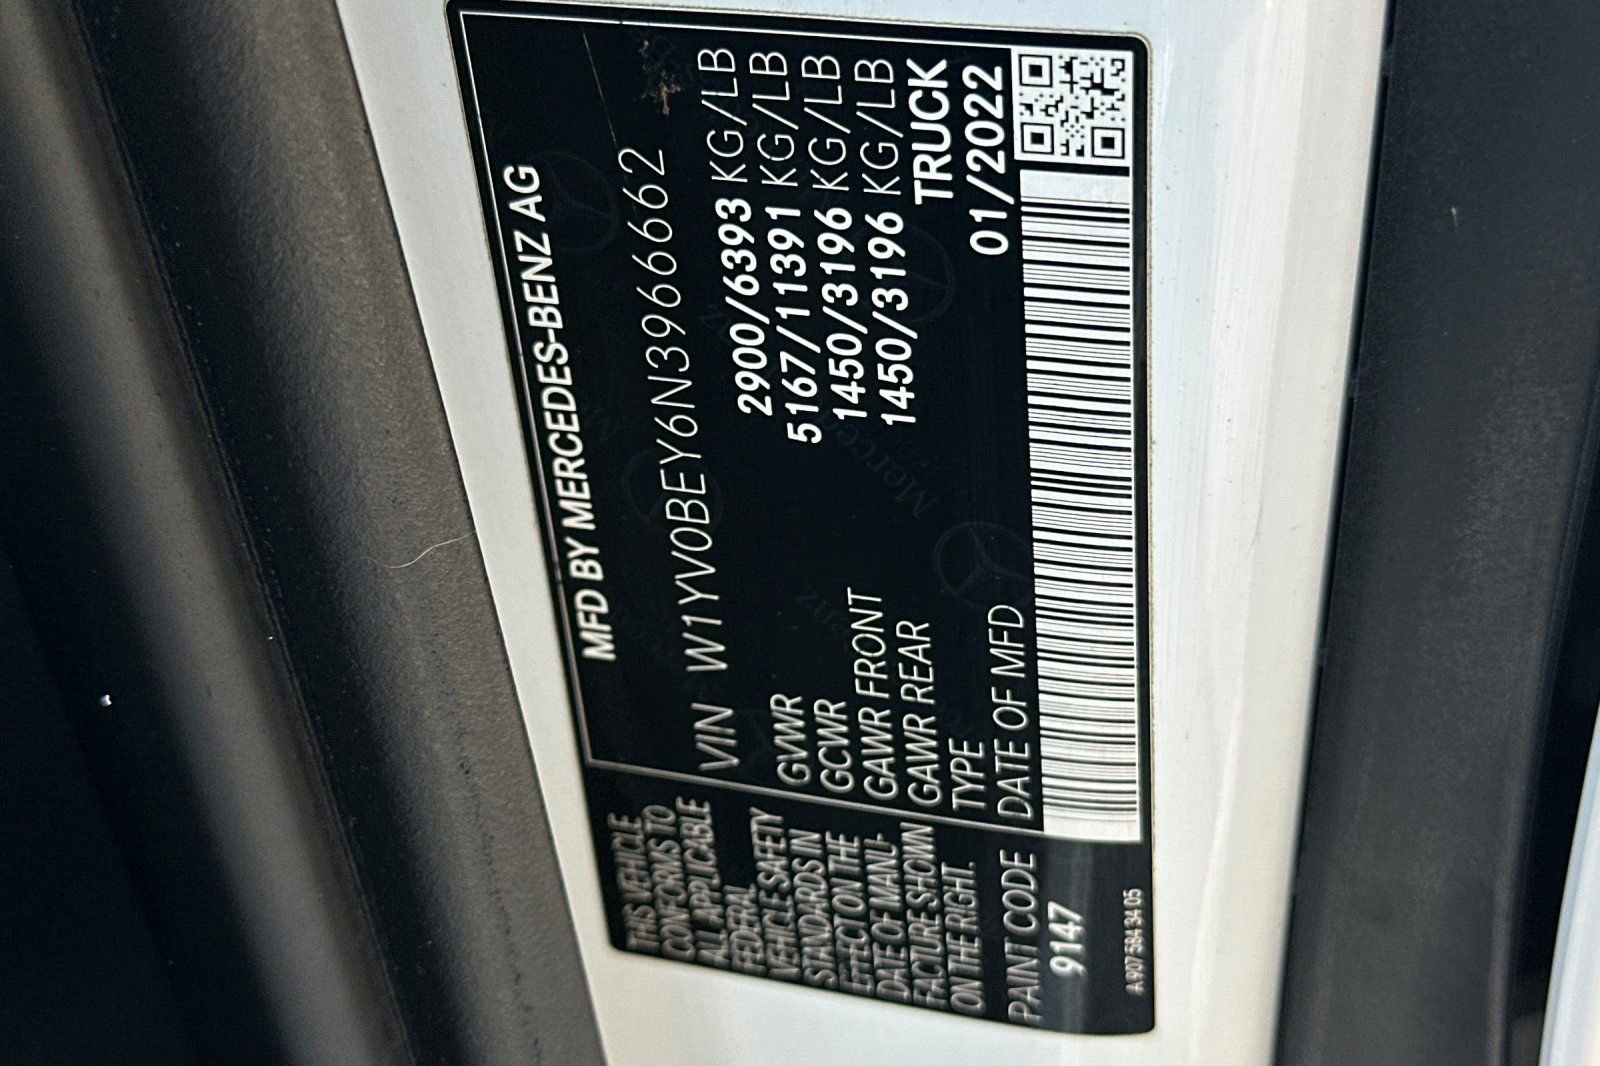 MFD BY MERCEDES-BENZ AG
VIN W1YV0BEY6N3966662
GVWR 2900/6393 KG/LB
GCWR 5167/11391 KG/LB
GAWR FRONT 1450/3196 KG/LB
GAWR REAR 1450/3196 KG/LB
TYPE TRUCK
DATE OF MFD 01/2022
THIS VEHICLE
CONFORMS TO
ALL APPLICABLE
FEDERAL
VEHICLE SAFETY
STANDARDS IN
EFFECT ON THE
DATE OF MANU-
FACTURE SHOWN
ON THE RIGHT.
PAINT CODE
9147
A 907 584 34 05